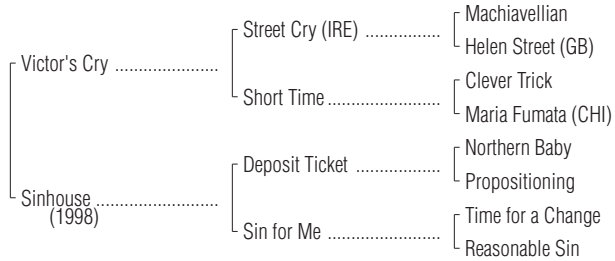 Machiavellian
Street Cry (IRE) ..................
Helen Street (GB)
Victor's Cry .........................
Clever Trick
Short Time ...........................
Maria Fumata (CHI)
Northern Baby
Deposit Ticket ....................
Propositioning
Sinhouse .............................
(1998)
Time for a Change
Sin for Me ............................
Reasonable Sin